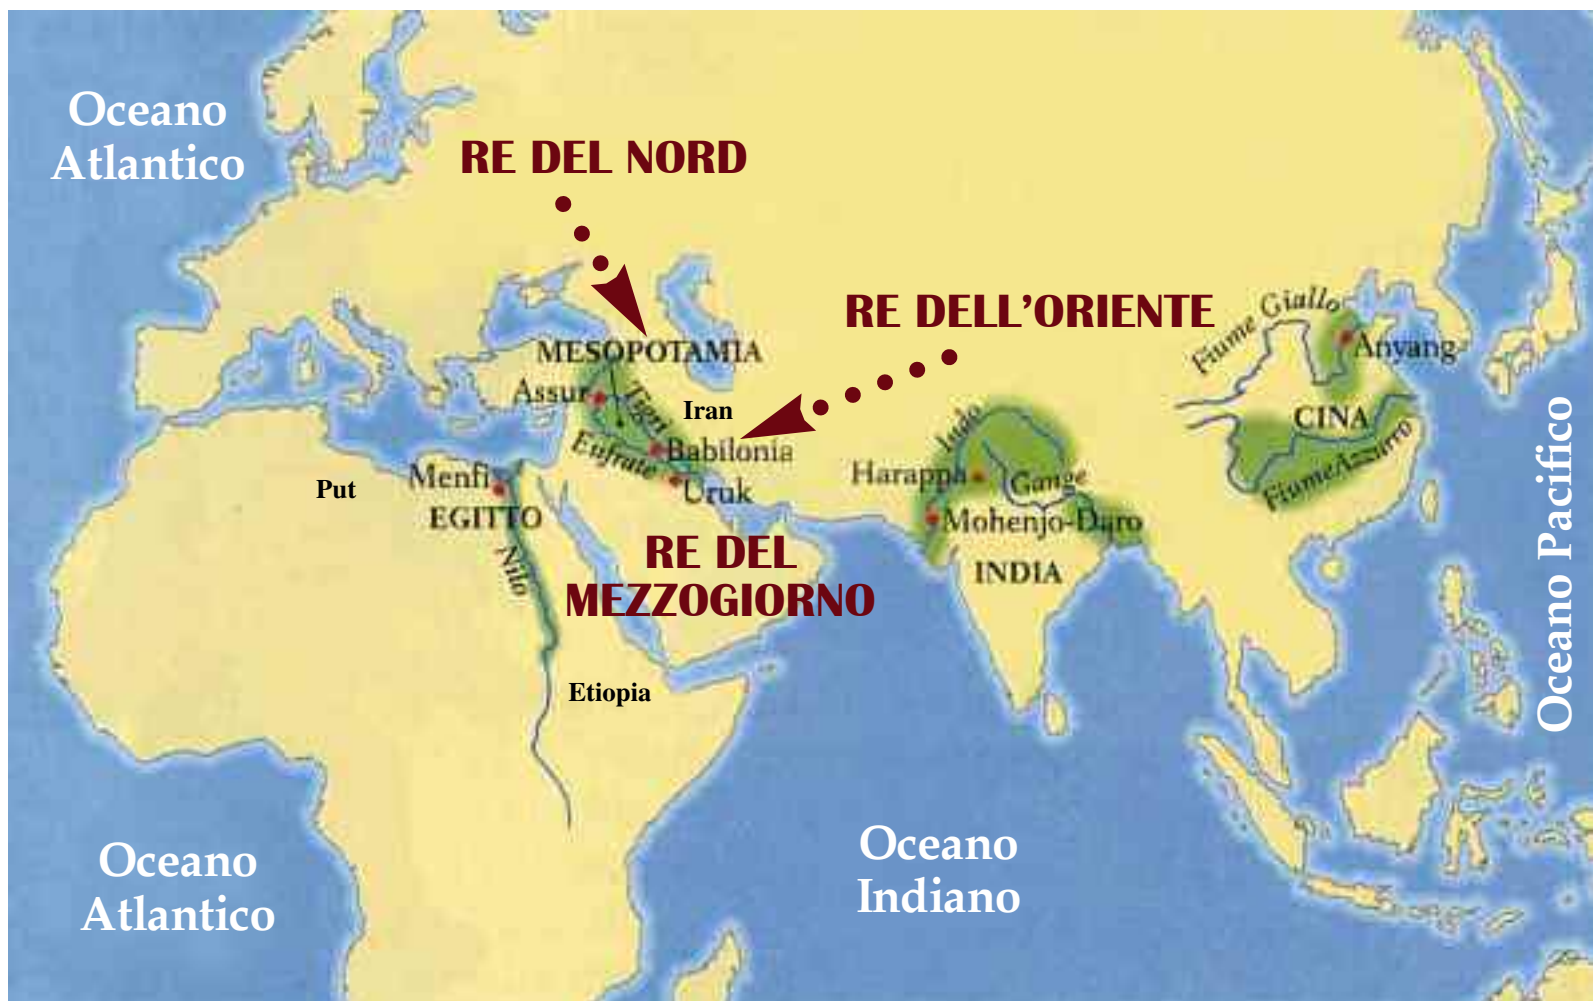 Oceano
Atlantico
RE DEL NORD
RE DELL'ORIENTE
Fiume Giallo
Anyang
MESOPOTAMIA
Assur
Tigri
Iran
CINA
Eufrate
Babilonia
Indo
Fiume Azzurro
Menfi
Put
Uruk
Harappa
Gange
EGITTO
Mohenjo-Daro
Nilo
RE DEL
MEZZOGIORNO
INDIA
Oceano Pacifico
Etiopia
Oceano
Atlantico
Oceano
Indiano